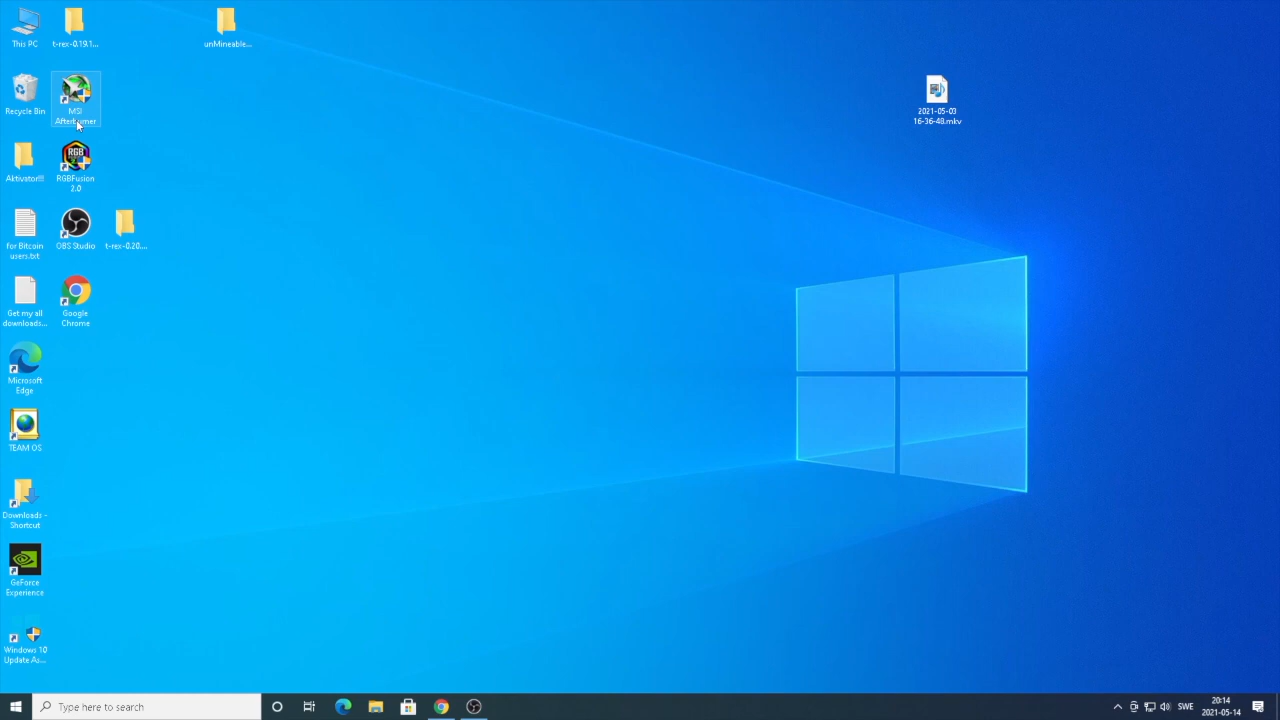 This PC
t-rex-0.19.1...
unMineable...
Recycle Bin
MSI
Afterburner
2021-05-03
16-36-48.mkv
Aktivator!!!
RGB
RGBFusion
2.0
for Bitcoin
users.txt
OBS Studio
t-rex-0.20....
Get my all
downloads...
Google
Chrome
Microsoft
Edge
TEAM OS
Downloads -
Shortcut
GeForce
Experience
Windows 10
Update As...
Type here to search
SWE
20:14
2021-05-14